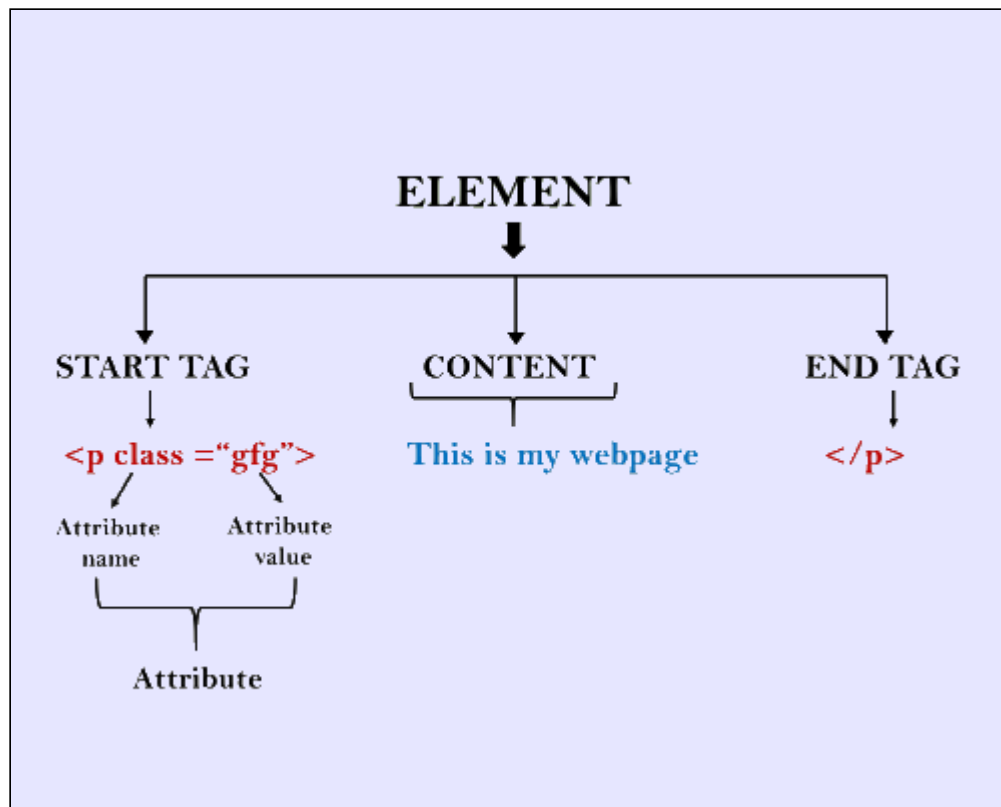 ELEMENT
START TAG
CONTENT
END TAG
<p class =“gfg”>
This is my webpage
</p>
Attribute
name
Attribute
value
Attribute